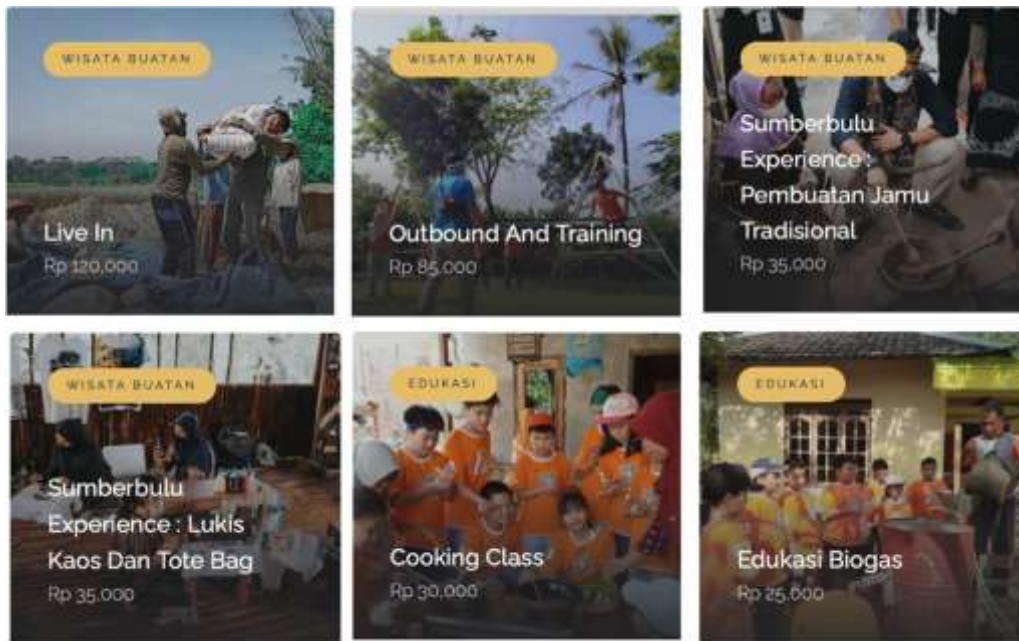 WISATA BUATAN
Live In
Rp 120,000
WISATA BUATAN
Outbound And Training
Rp 85,000
WISATA BUATAN
Sumberbulu
Experience :
Pembuatan Jamu
Tradisional
Rp 35,000
WISATA BUATAN
Sumberbulu
Experience : Lukis
Kaos Dan Tote Bag
Rp 35,000
EDUKASI
Cooking Class
Rp 30,000
EDUKASI
Edukasi Biogas
Rp 25,000